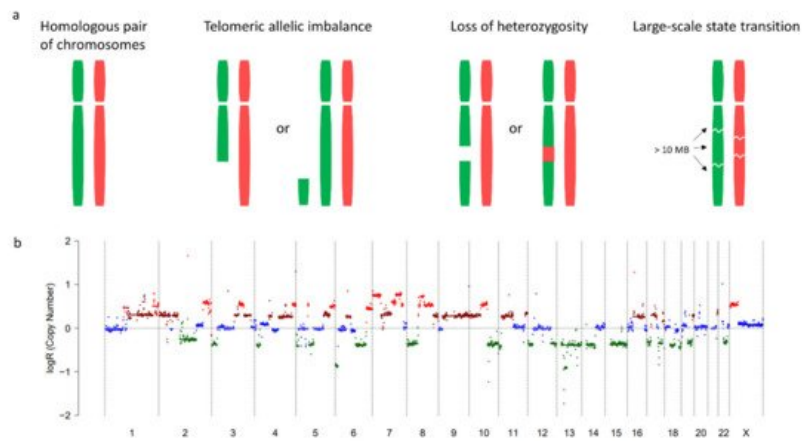 a
Homologous pair
of chromosomes
Telomeric allelic imbalance
Loss of heterozygosity
Large-scale state transition
or
or
> 10 MB
b
logR (Copy Number)
2
1
0
−1
−2
1 2 3 4 5 6 7 8 9 10 11 12 13 14 15 16 18 20 22 X